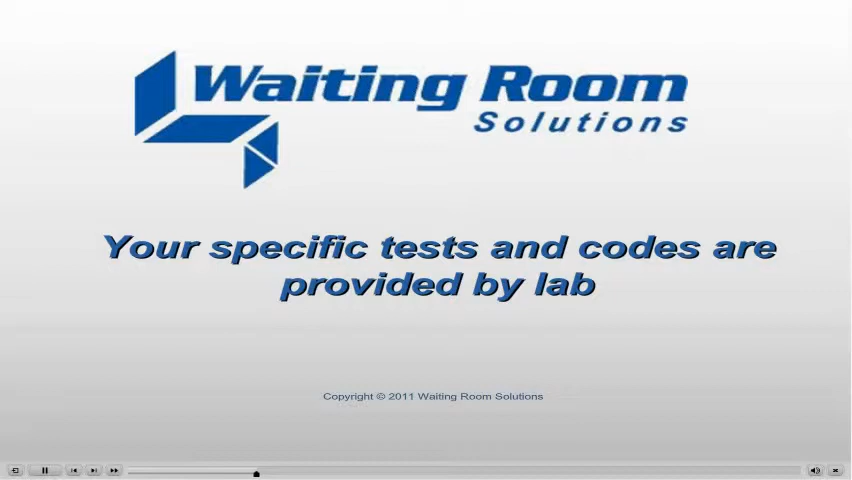 Waiting Room
Solutions
Your specific tests and codes are
provided by lab
Copyright © 2011 Waiting Room Solutions